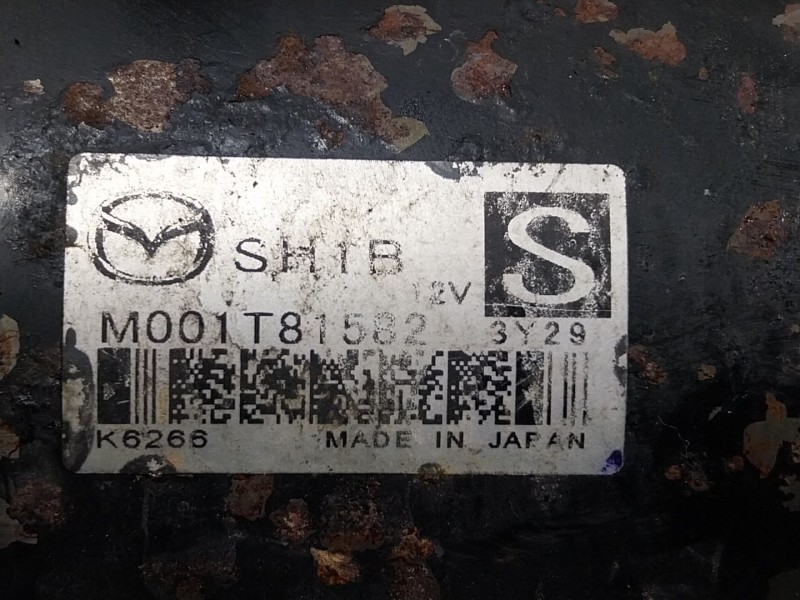 SH1B
S
12V
M001T81582
3Y29
K6266 MADE IN JAPAN